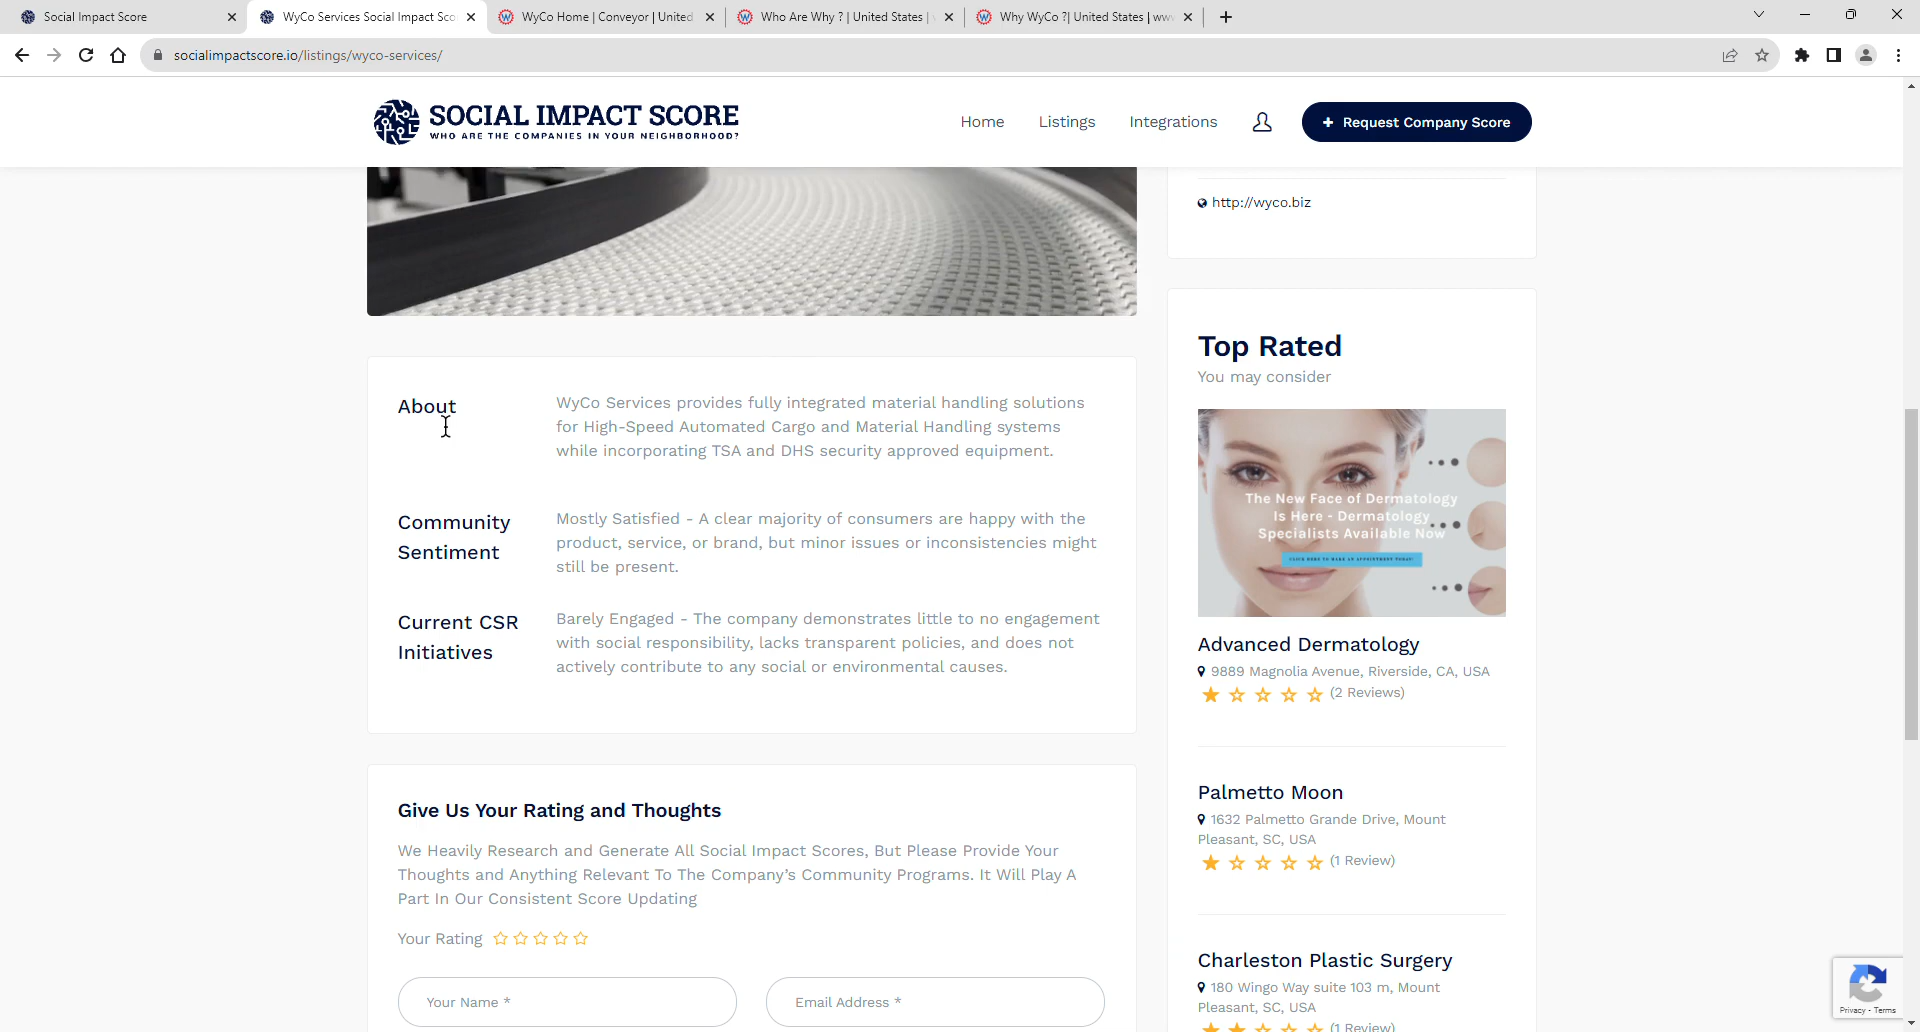 Social Impact Score
WyCo Services Social Impact Sco
WyCo Home | Conveyor | United
Who Are Why ? | United States |
Why WyCo ?| United States | www
socialimpactscore.io/listings/wyco-services/
SOCIAL IMPACT SCORE
WHO ARE THE COMPANIES IN YOUR NEIGHBORHOOD?
Home
Listings
Integrations
+ Request Company Score
http://wyco.biz
About
WyCo Services provides fully integrated material handling solutions
for High-Speed Automated Cargo and Material Handling systems
while incorporating TSA and DHS security approved equipment.
Community
Sentiment
Mostly Satisfied - A clear majority of consumers are happy with the
product, service, or brand, but minor issues or inconsistencies might
still be present.
Current CSR
Initiatives
Barely Engaged - The company demonstrates little to no engagement
with social responsibility, lacks transparent policies, and does not
actively contribute to any social or environmental causes.
Give Us Your Rating and Thoughts
We Heavily Research and Generate All Social Impact Scores, But Please Provide Your
Thoughts and Anything Relevant To The Company's Community Programs. It Will Play A
Part In Our Consistent Score Updating
Your Rating
Your Name *
Email Address *
Top Rated
You may consider
The New Face of Dermatology
Is Here - Dermatology
Specialists Available Now
CLICK HERE TO MAKE AN APPOINTMENT TODAY!
Advanced Dermatology
9889 Magnolia Avenue, Riverside, CA, USA
(2 Reviews)
Palmetto Moon
1632 Palmetto Grande Drive, Mount
Pleasant, SC, USA
(1 Review)
Charleston Plastic Surgery
180 Wingo Way suite 103 m, Mount
Pleasant, SC, USA
(1 Review)
Privacy - Terms